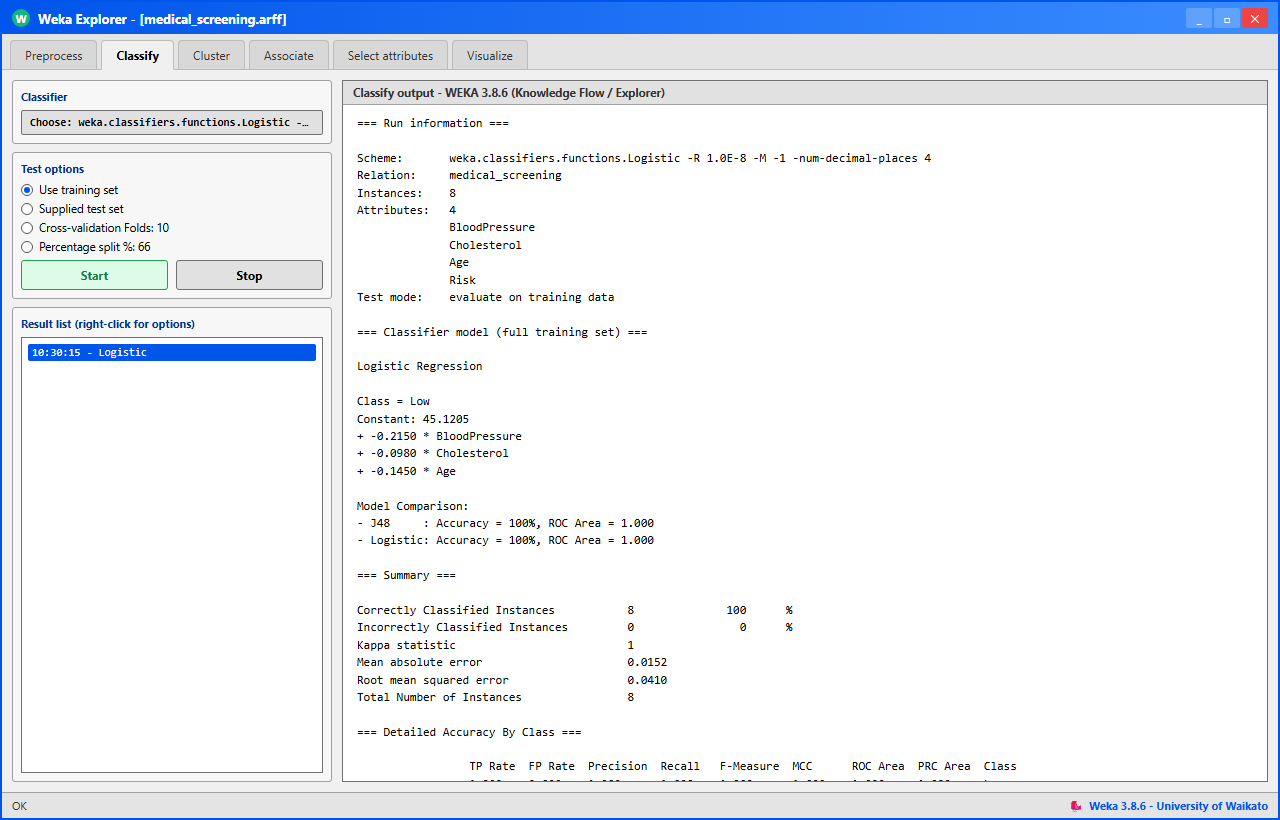 Weka Explorer - [medical_screening.arff]
Preprocess Classify Cluster Associate Select attributes Visualize
Classifier
Choose: weka.classifiers.functions.Logistic -…
Test options
Use training set
Supplied test set
Cross-validation Folds: 10
Percentage split %: 66
Start Stop
Result list (right-click for options)
10:30:15 - Logistic
Classify output - WEKA 3.8.6 (Knowledge Flow / Explorer)
=== Run information ===
Scheme: weka.classifiers.functions.Logistic -R 1.0E-8 -M -1 -num-decimal-places 4
Relation: medical_screening
Instances: 8
Attributes: 4
BloodPressure
Cholesterol
Age
Risk
Test mode: evaluate on training data
=== Classifier model (full training set) ===
Logistic Regression
Class = Low
Constant: 45.1205
+ -0.2150 * BloodPressure
+ -0.0980 * Cholesterol
+ -0.1450 * Age
Model Comparison:
- J48 : Accuracy = 100%, ROC Area = 1.000
- Logistic: Accuracy = 100%, ROC Area = 1.000
=== Summary ===
Correctly Classified Instances 8 100 %
Incorrectly Classified Instances 0 0 %
Kappa statistic 1
Mean absolute error 0.0152
Root mean squared error 0.0410
Total Number of Instances 8
=== Detailed Accuracy By Class ===
TP Rate FP Rate Precision Recall F-Measure MCC ROC Area PRC Area Class
OK
Weka 3.8.6 - University of Waikato